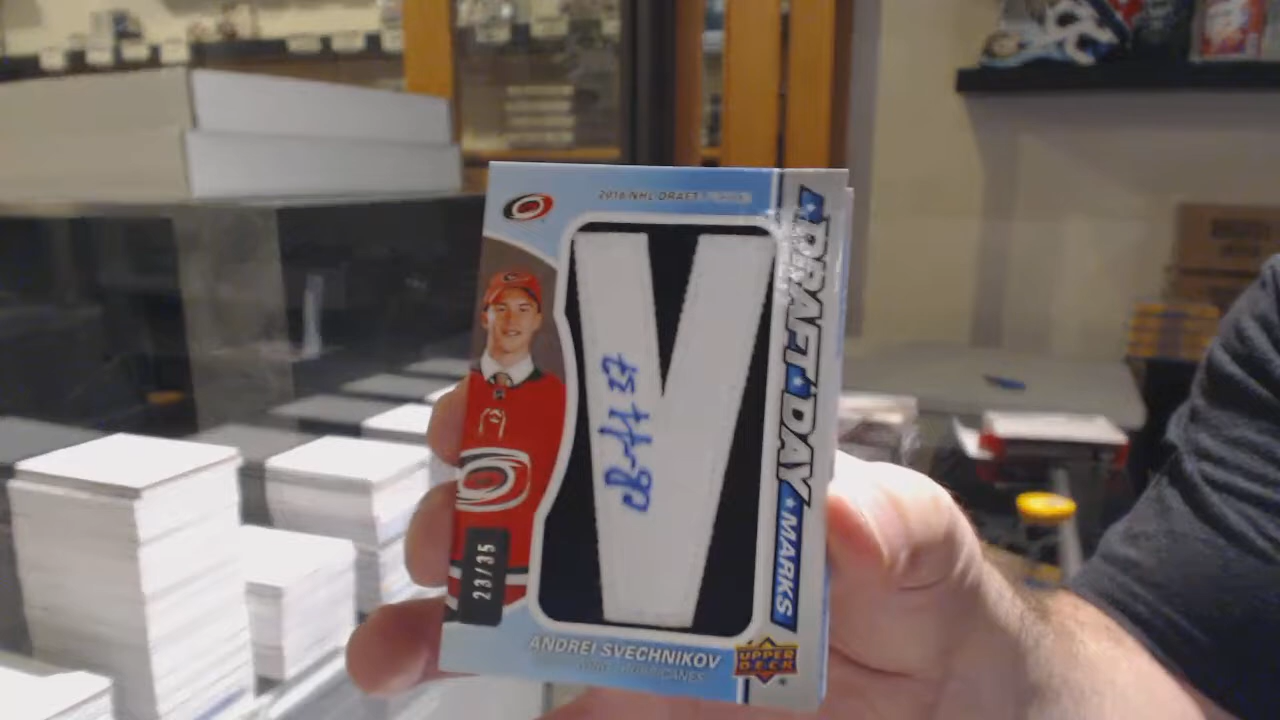 2018 NHL DRAFT
DRAFT DAY MARKS
23/35
ANDREI SVECHNIKOV
UPPER DECK